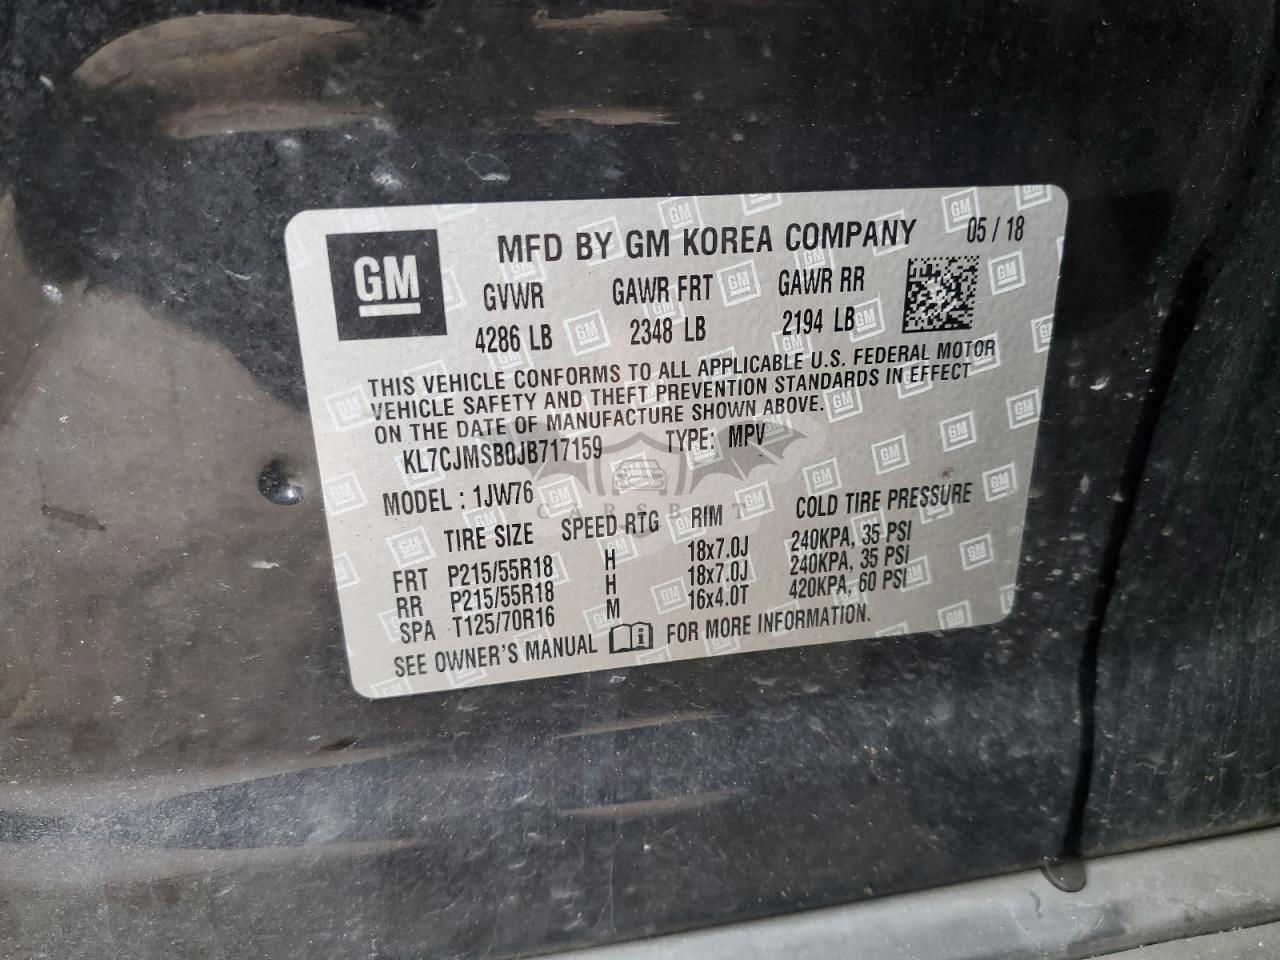 GM
MFD BY GM KOREA COMPANY 05 / 18
GVWR GAWR FRT GAWR RR
4286 LB 2348 LB 2194 LB
THIS VEHICLE CONFORMS TO ALL APPLICABLE U.S. FEDERAL MOTOR
VEHICLE SAFETY AND THEFT PREVENTION STANDARDS IN EFFECT
ON THE DATE OF MANUFACTURE SHOWN ABOVE.
KL7CJMSB0JB717159 TYPE: MPV
MODEL : 1JW76
TIRE SIZE SPEED RTG RIM COLD TIRE PRESSURE
FRT P215/55R18 H 18x7.0J 240KPA, 35 PSI
RR P215/55R18 H 18x7.0J 240KPA, 35 PSI
SPA T125/70R16 M 16x4.0T 420KPA, 60 PSI
SEE OWNER'S MANUAL FOR MORE INFORMATION.